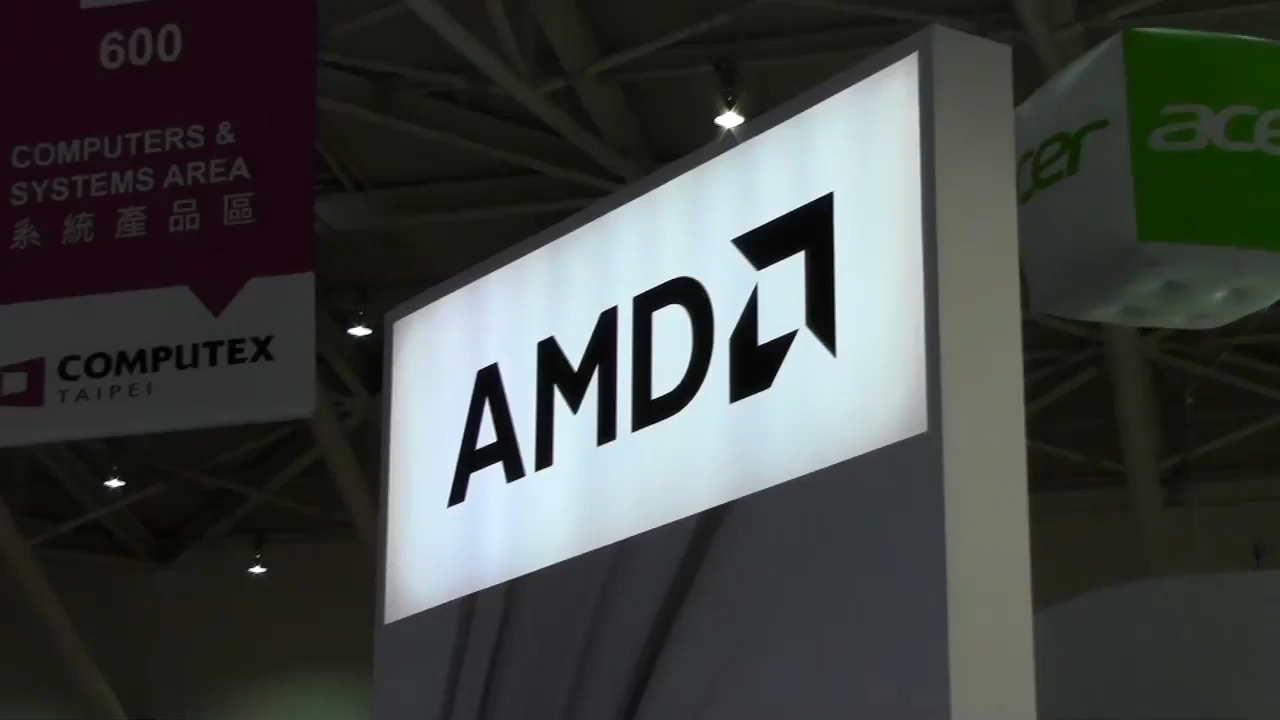 600
COMPUTERS &
SYSTEMS AREA
系統產品區
COMPUTEX
TAIPEI
AMD
acer
acer